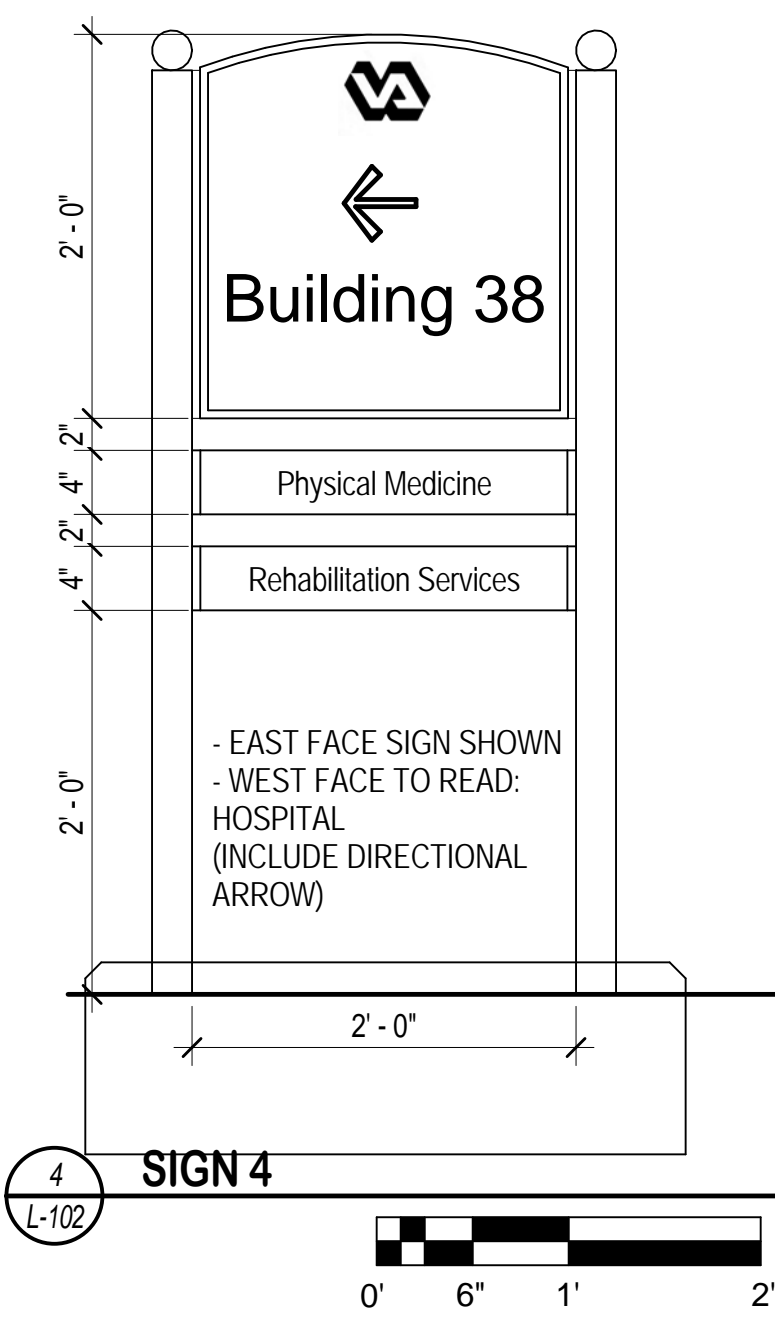 VA
2' - 0"
Building 38
2"
4"
Physical Medicine
2"
4"
Rehabilitation Services
2' - 0"
- EAST FACE SIGN SHOWN
- WEST FACE TO READ:
HOSPITAL
(INCLUDE DIRECTIONAL
ARROW)
2' - 0"
4
SIGN 4
L-102
0' 6" 1' 2'